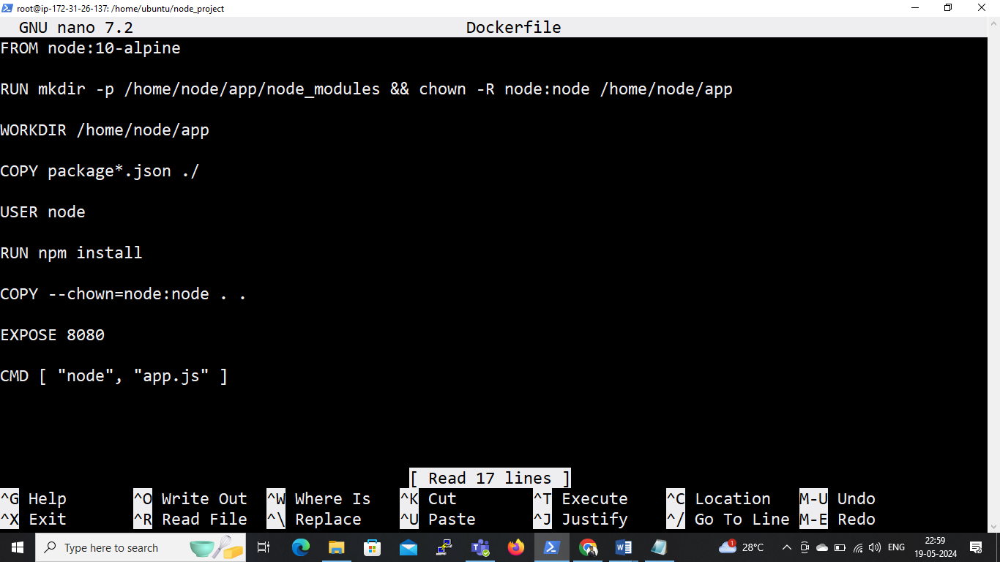 root@ip-172-31-26-137: /home/ubuntu/node_project
GNU nano 7.2 Dockerfile
FROM node:10-alpine
RUN mkdir -p /home/node/app/node_modules && chown -R node:node /home/node/app
WORKDIR /home/node/app
COPY package*.json ./
USER node
RUN npm install
COPY --chown=node:node . .
EXPOSE 8080
CMD [ "node", "app.js" ]
[ Read 17 lines ]
^G Help ^O Write Out ^W Where Is ^K Cut ^T Execute ^C Location M-U Undo
^X Exit ^R Read File ^\ Replace ^U Paste ^J Justify ^/ Go To Line M-E Redo
Type here to search 1 28°C ENG 22:59
19-05-2024